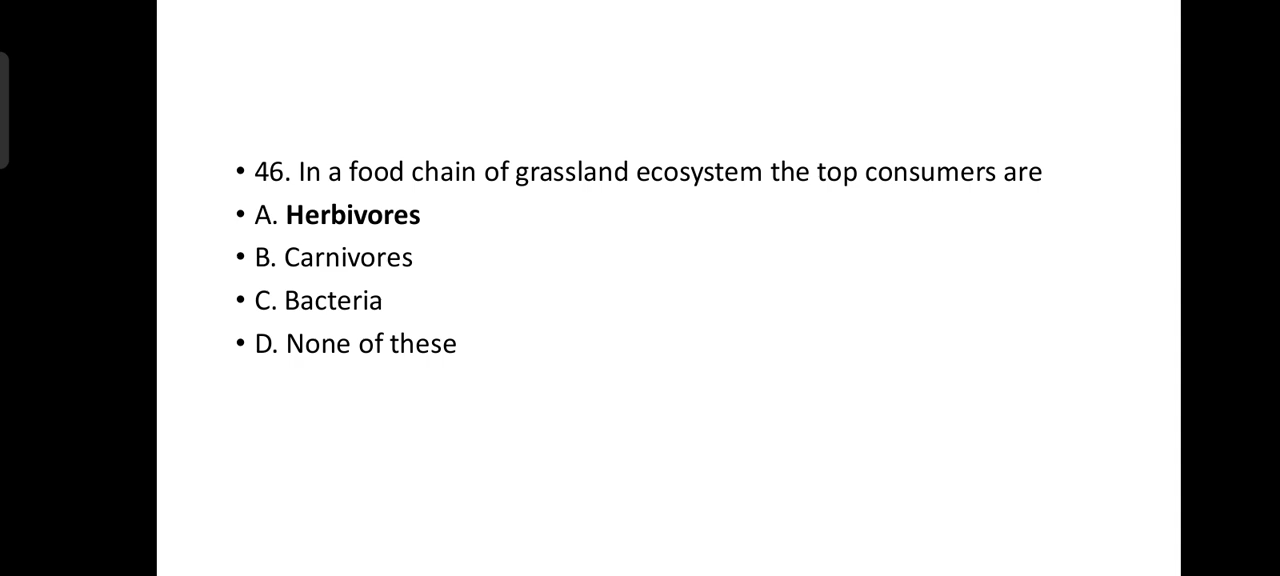 • 46. In a food chain of grassland ecosystem the top consumers are
• A. Herbivores
• B. Carnivores
• C. Bacteria
• D. None of these